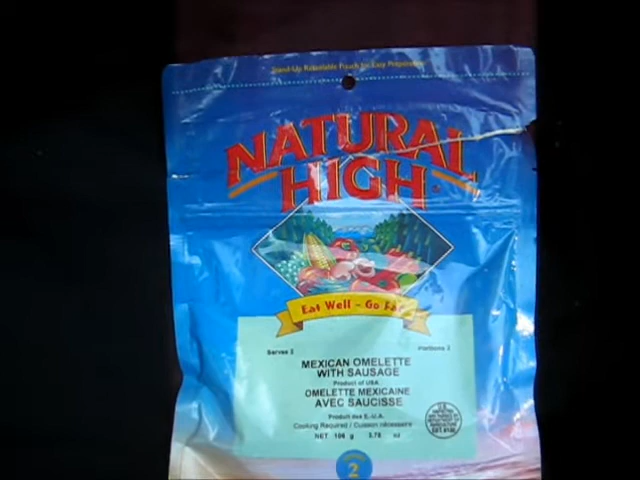 Stand-Up Resealable Pouch for Easy Preparation
NATURAL
HIGH
Eat Well - Go Far
Serves 2
Portions 2
MEXICAN OMELETTE
WITH SAUSAGE
Product of USA
OMELETTE MEXICAINE
AVEC SAUCISSE
Produit des E.-U.A.
Cooking Required / Cuisson nécessaire
NET 106 g 3.75 oz
2